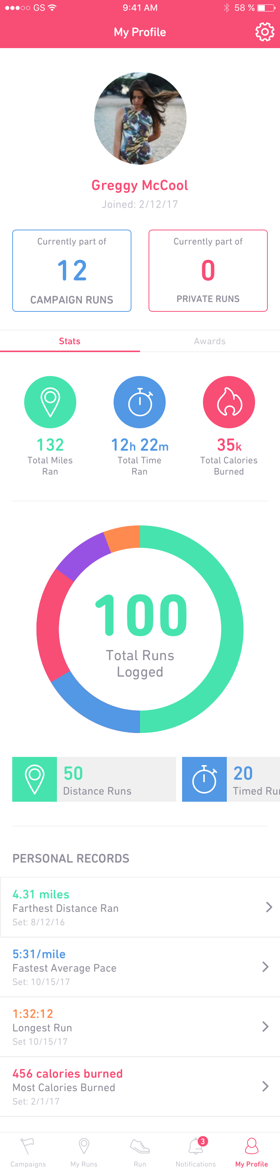 GS 9:41 AM 58 %
My Profile
Greggy McCool
Joined: 2/12/17
Currently part of
12
CAMPAIGN RUNS
Currently part of
0
PRIVATE RUNS
Stats
Awards
132
Total Miles
Ran
12h 22m
Total Time
Ran
35k
Total Calories
Burned
100
Total Runs
Logged
50
Distance Runs
20
Timed Ru
PERSONAL RECORDS
4.31 miles
Farthest Distance Ran
Set: 8/12/16
5:31/mile
Fastest Average Pace
Set: 10/15/17
1:32:12
Longest Run
Set 10/15/17
456 calories burned
Most Calories Burned
Set: 2/1/17
3
Campaigns
My Runs
Run
Notifications
My Profile